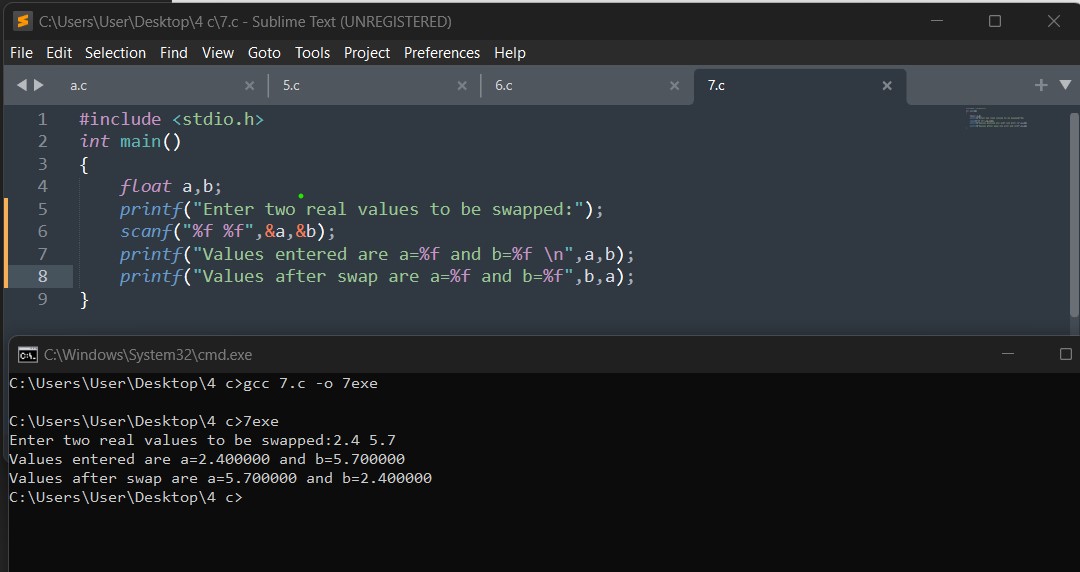 C:\Users\User\Desktop\4 c\7.c - Sublime Text (UNREGISTERED)
File Edit Selection Find View Goto Tools Project Preferences Help
a.c 5.c 6.c 7.c
1 #include <stdio.h>
2 int main()
3 {
4 float a,b;
5 printf("Enter two real values to be swapped:");
6 scanf("%f %f",&a,&b);
7 printf("Values entered are a=%f and b=%f \n",a,b);
8 printf("Values after swap are a=%f and b=%f",b,a);
9 }
C:\Windows\System32\cmd.exe
C:\Users\User\Desktop\4 c>gcc 7.c -o 7exe
C:\Users\User\Desktop\4 c>7exe
Enter two real values to be swapped:2.4 5.7
Values entered are a=2.400000 and b=5.700000
Values after swap are a=5.700000 and b=2.400000
C:\Users\User\Desktop\4 c>